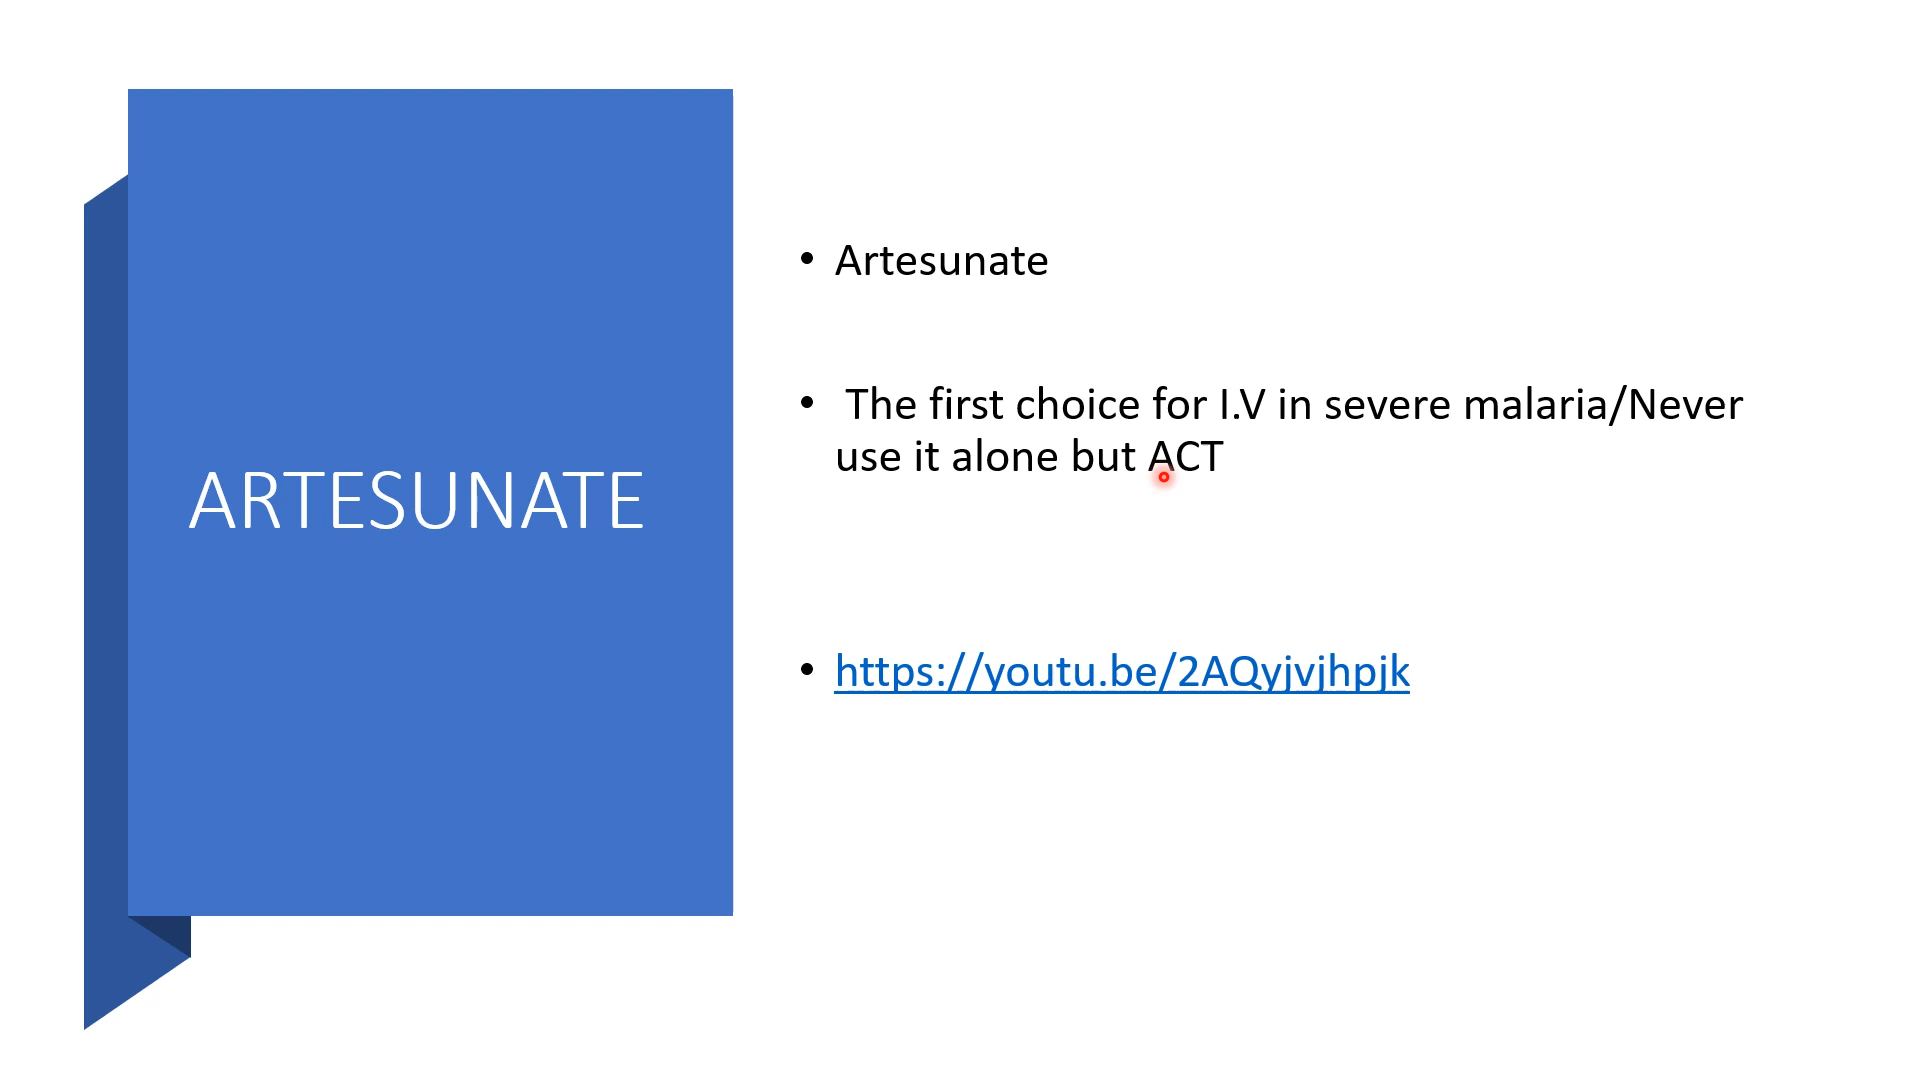 ARTESUNATE
• Artesunate
• The first choice for I.V in severe malaria/Never
use it alone but ACT
• https://youtu.be/2AQyjvjhpjk